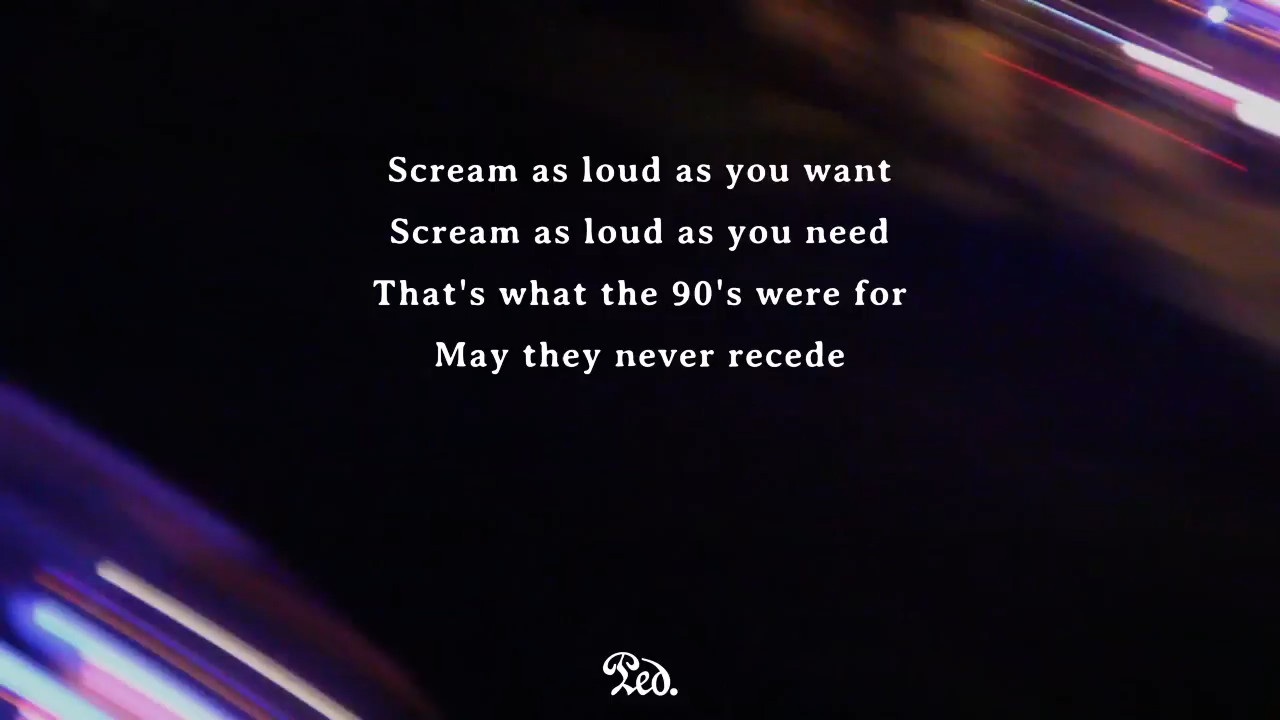 Scream as loud as you want
Scream as loud as you need
That's what the 90's were for
May they never recede
Ped.